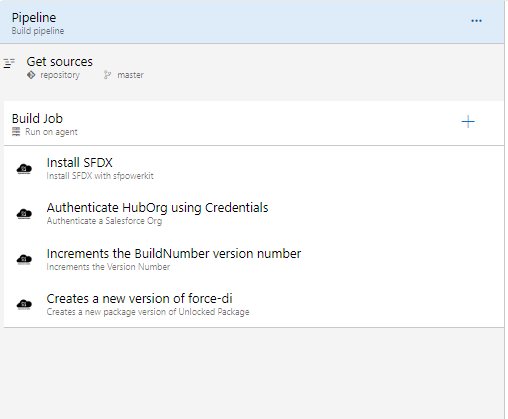 Pipeline
Build pipeline
Get sources
repository master
Build Job
Run on agent
Install SFDX
Install SFDX with sfpowerkit
Authenticate HubOrg using Credentials
Authenticate a Salesforce Org
Increments the BuildNumber version number
Increments the Version Number
Creates a new version of force-di
Creates a new package version of Unlocked Package